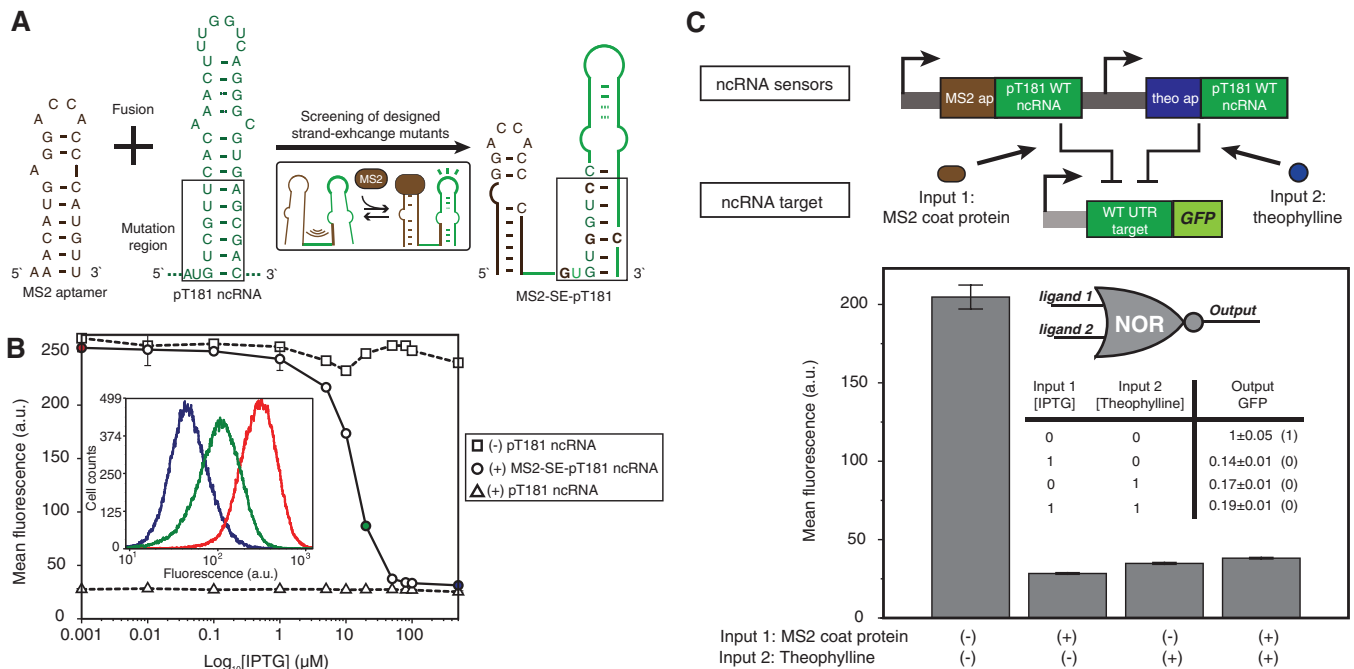 A
Fusion
Screening of designed
strand-exhcange mutants
MS2
Mutation
region
5` 3`
MS2 aptamer
5` AUG 3`
pT181 ncRNA
5` GUG 3`
MS2-SE-pT181
B
Mean fluorescence (a.u.)
250
200
150
100
50
0
0.001 0.01 0.1 1 10 100
Log₁₀[IPTG] (µM)
Cell counts
499
374
250
125
0
10¹ 10² 10³
Fluorescence (a.u.)
(-) pT181 ncRNA
(+) MS2-SE-pT181 ncRNA
(+) pT181 ncRNA
C
ncRNA sensors
MS2 ap
pT181 WT
ncRNA
theo ap
pT181 WT
ncRNA
Input 1:
MS2 coat protein
Input 2:
theophylline
ncRNA target
WT UTR
target
GFP
Mean fluorescence (a.u.)
200
150
100
50
0
ligand 1
ligand 2
NOR
Output
Input 1 Input 2 Output
[IPTG] [Theophylline] GFP
0 0 1±0.05 (1)
1 0 0.14±0.01 (0)
0 1 0.17±0.01 (0)
1 1 0.19±0.01 (0)
Input 1: MS2 coat protein (-) (+) (-) (+)
Input 2: Theophylline (-) (-) (+) (+)